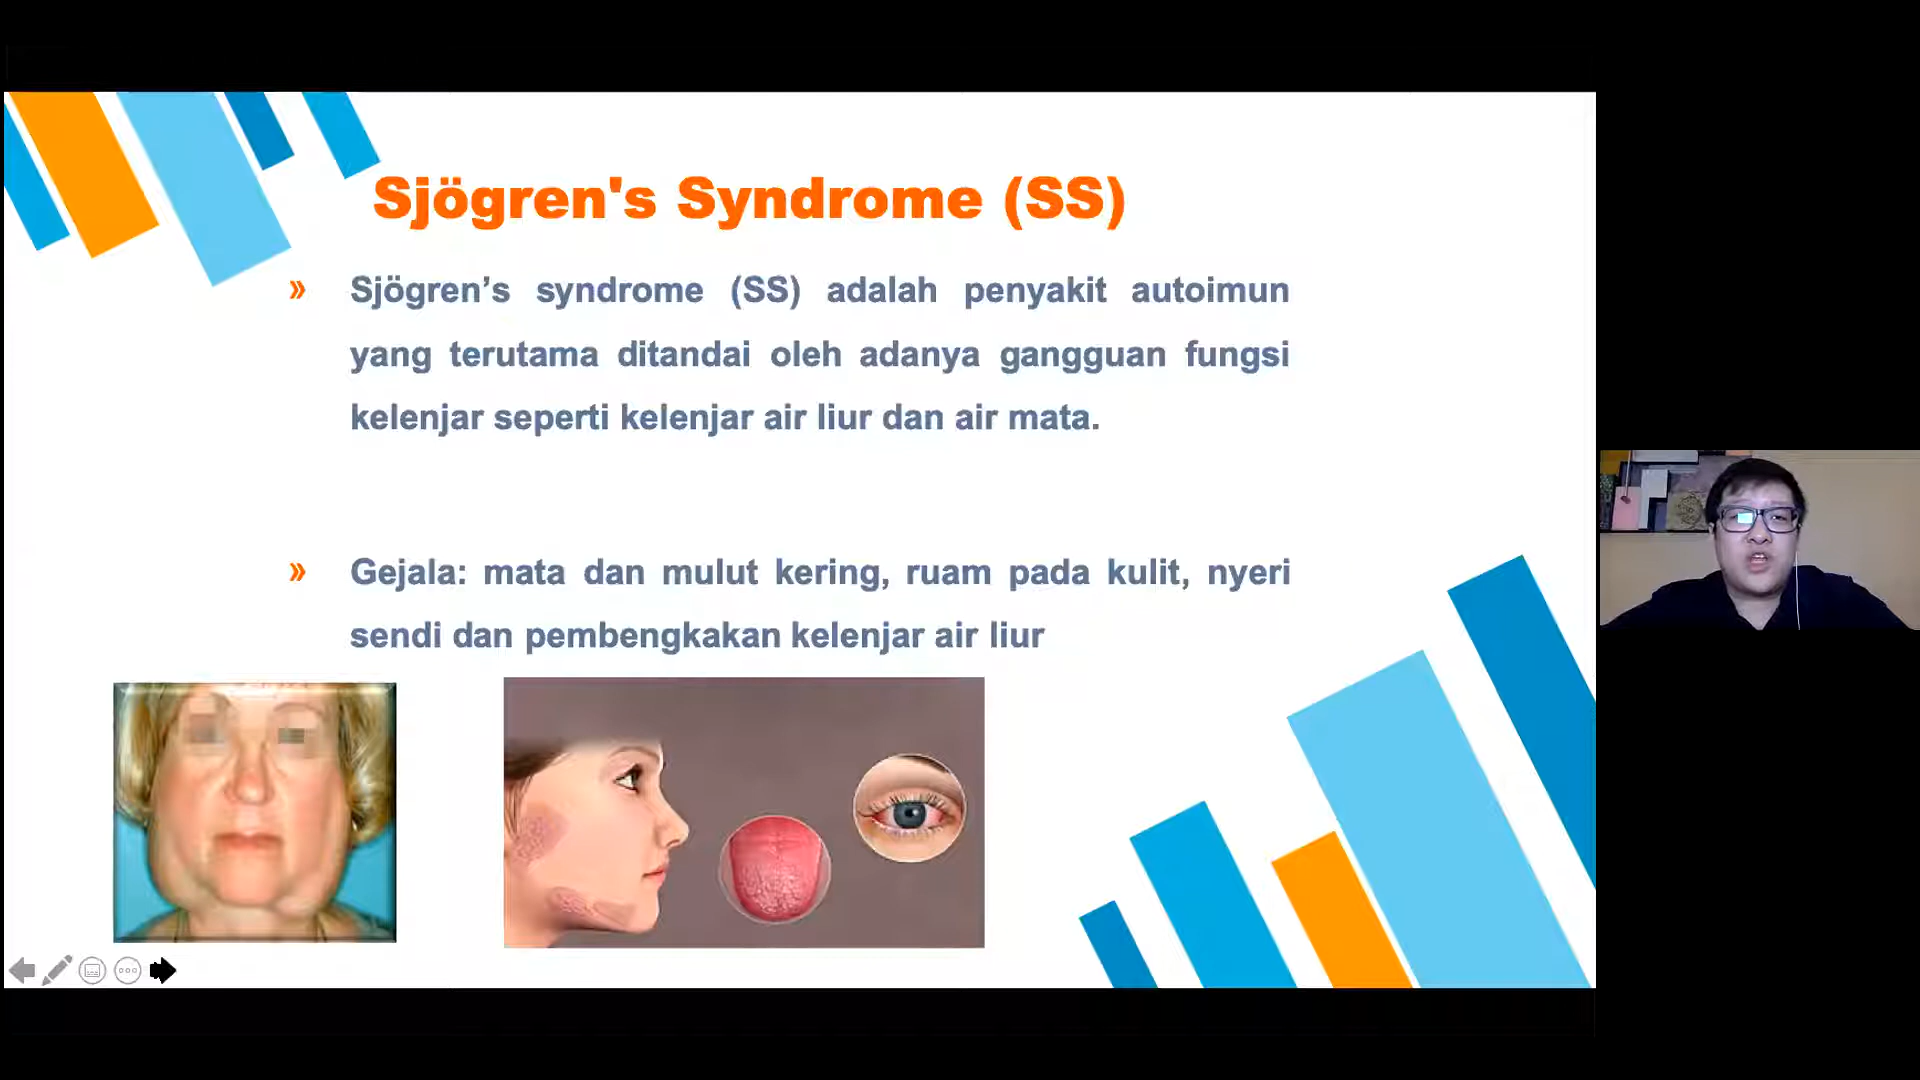 Sjögren's Syndrome (SS)
» Sjögren’s syndrome (SS) adalah penyakit autoimun
yang terutama ditandai oleh adanya gangguan fungsi
kelenjar seperti kelenjar air liur dan air mata.
» Gejala: mata dan mulut kering, ruam pada kulit, nyeri
sendi dan pembengkakan kelenjar air liur